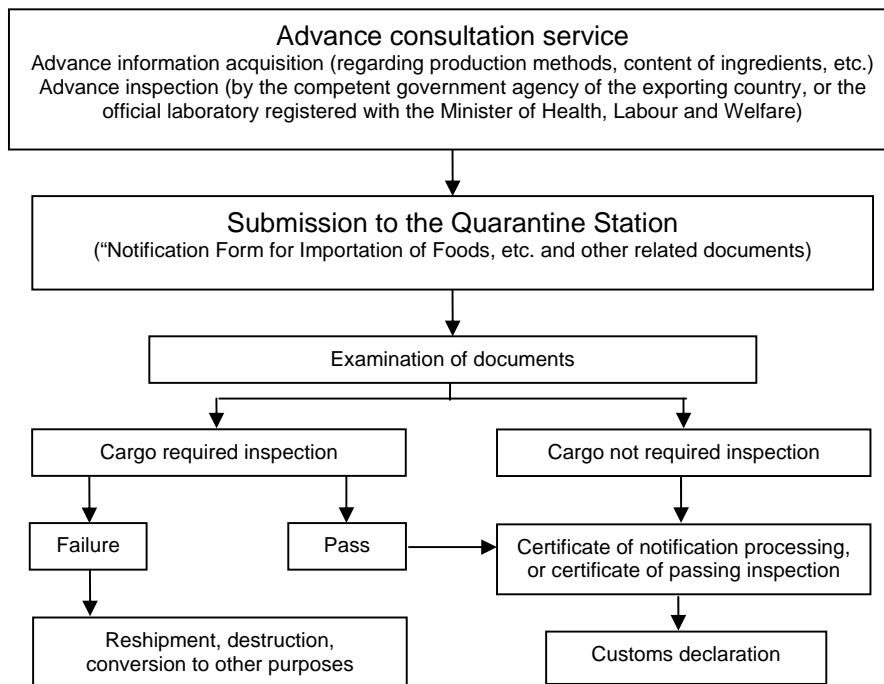 Advance consultation service
Advance information acquisition (regarding production methods, content of ingredients, etc.)
Advance inspection (by the competent government agency of the exporting country, or the
official laboratory registered with the Minister of Health, Labour and Welfare)
Submission to the Quarantine Station
(“Notification Form for Importation of Foods, etc. and other related documents)
Examination of documents
Cargo required inspection
Cargo not required inspection
Failure
Pass
Certificate of notification processing,
or certificate of passing inspection
Reshipment, destruction,
conversion to other purposes
Customs declaration